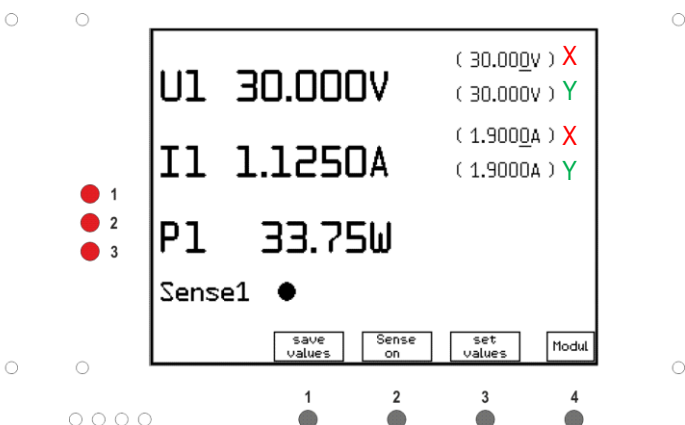 ( 30.000V ) X
U1 30.000V
( 30.000V ) Y
( 1.9000A ) X
I1 1.1250A
( 1.9000A ) Y
1
2
3
P1 33.75W
Sense1
save values
Sense on
set values
Modul
1 2 3 4